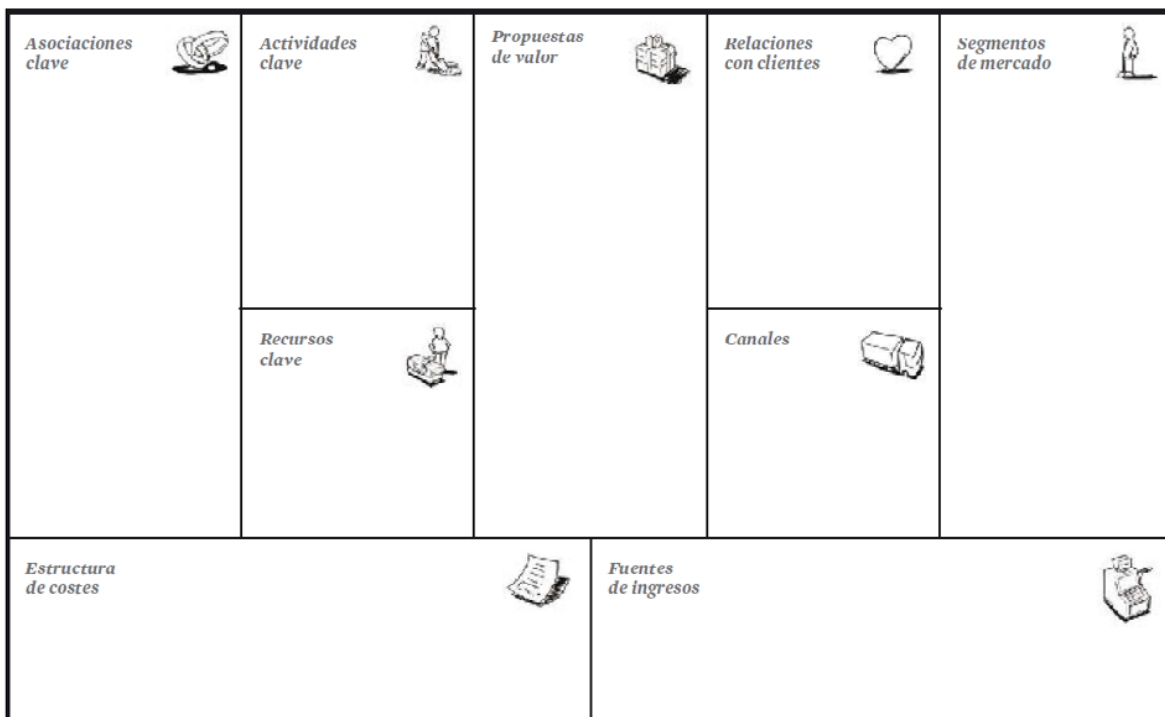 Asociaciones
clave
Actividades
clave
Propuestas
de valor
Relaciones
con clientes
Segmentos
de mercado
Recursos
clave
Canales
Estructura
de costes
Fuentes
de ingresos